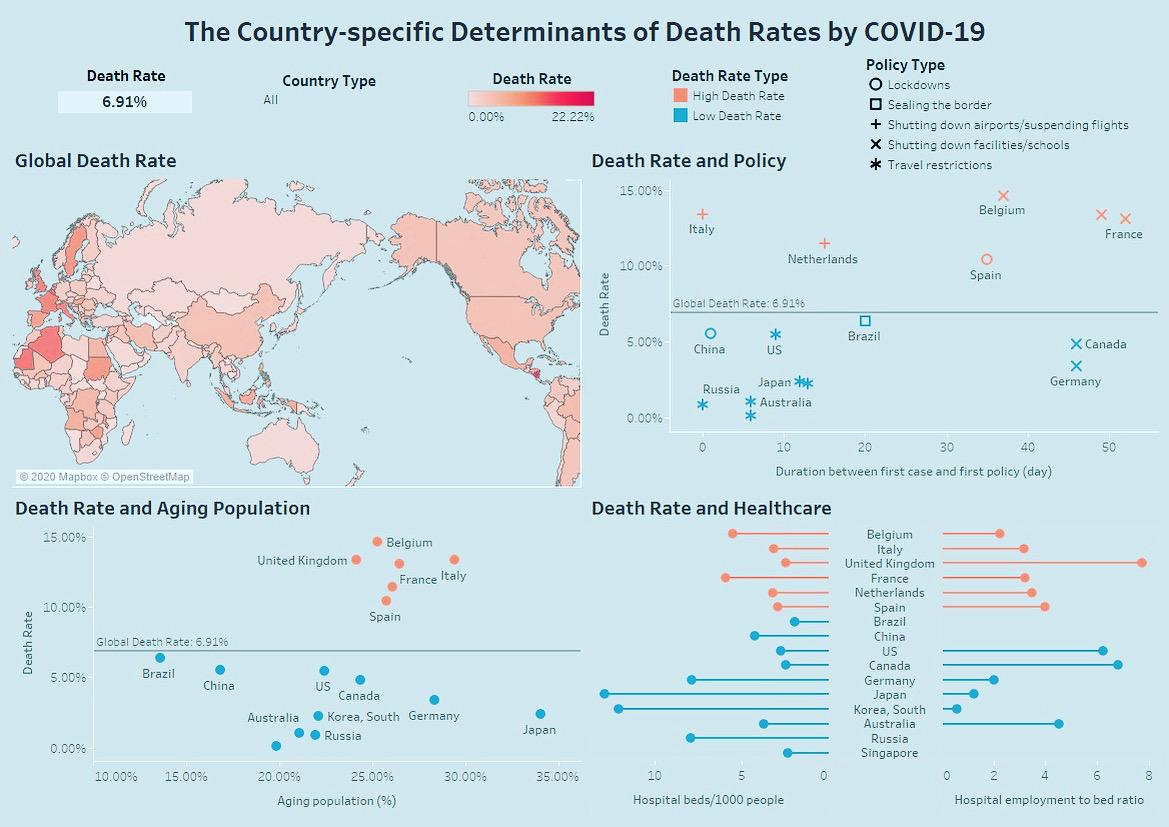 The Country-specific Determinants of Death Rates by COVID-19
Death Rate
6.91%
Country Type
All
Death Rate
0.00% 22.22%
Death Rate Type
High Death Rate
Low Death Rate
Policy Type
Lockdowns
Sealing the border
Shutting down airports/suspending flights
Shutting down facilities/schools
Travel restrictions
Global Death Rate
© 2020 Mapbox © OpenStreetMap
Death Rate and Policy
Death Rate
15.00%
10.00%
5.00%
0.00%
Belgium
Italy
France
Netherlands
Spain
Global Death Rate: 6.91%
China
US
Brazil
Canada
Germany
Japan
Russia
Australia
0 10 20 30 40 50
Duration between first case and first policy (day)
Death Rate and Aging Population
Death Rate
15.00%
10.00%
5.00%
0.00%
Belgium
United Kingdom
France
Italy
Spain
Global Death Rate: 6.91%
Brazil
China
US
Canada
Germany
Australia
Korea, South
Russia
Japan
10.00% 15.00% 20.00% 25.00% 30.00% 35.00%
Aging population (%)
Death Rate and Healthcare
Belgium
Italy
United Kingdom
France
Netherlands
Spain
Brazil
China
US
Canada
Germany
Japan
Korea, South
Australia
Russia
Singapore
10 5 0
Hospital beds/1000 people
0 2 4 6 8
Hospital employment to bed ratio